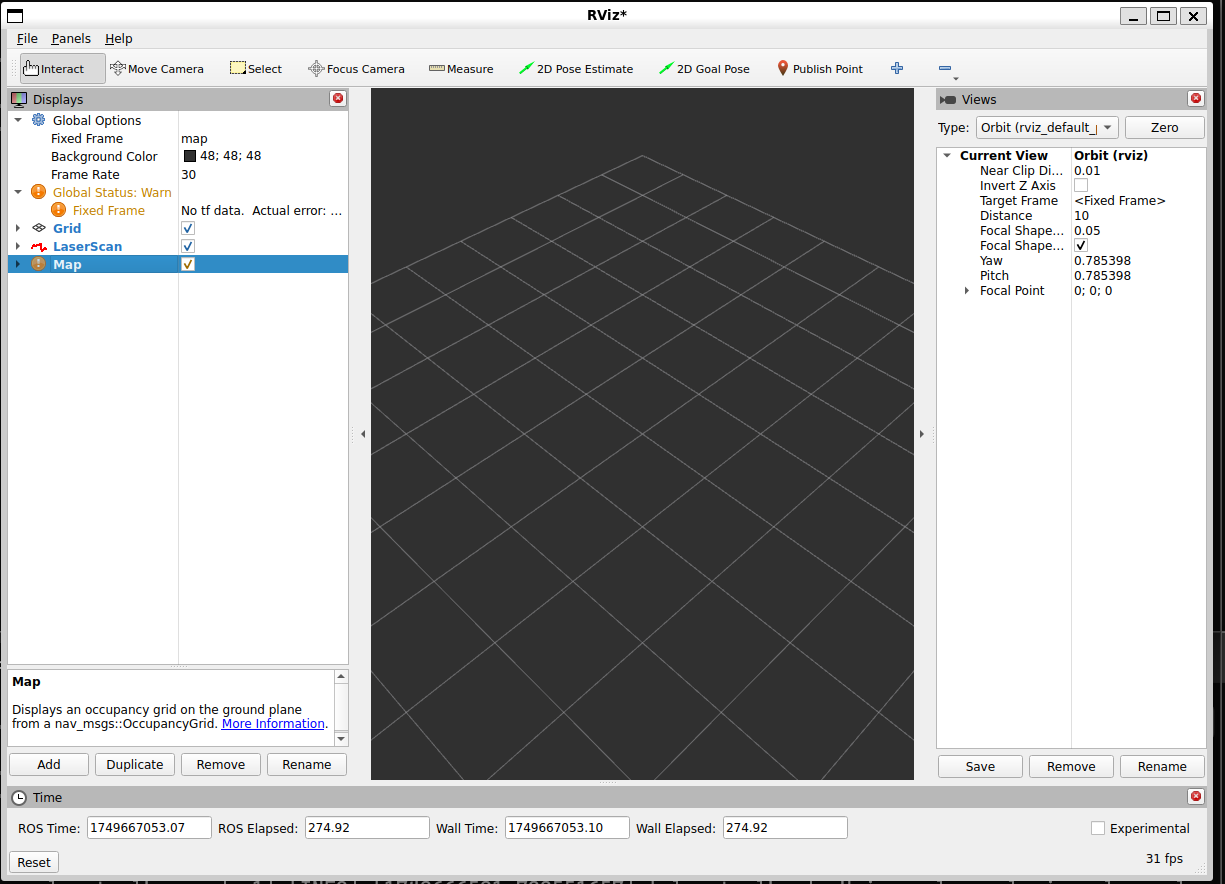 RViz*
File Panels Help
Interact Move Camera Select Focus Camera Measure 2D Pose Estimate 2D Goal Pose Publish Point
Displays
Global Options
Fixed Frame map
Background Color 48; 48; 48
Frame Rate 30
Global Status: Warn
Fixed Frame No tf data. Actual error: ...
Grid
LaserScan
Map
Map
Displays an occupancy grid on the ground plane
from a nav_msgs::OccupancyGrid. More Information.
Add Duplicate Remove Rename
Views
Type: Orbit (rviz_default_ Zero
Current View Orbit (rviz)
Near Clip Di... 0.01
Invert Z Axis
Target Frame <Fixed Frame>
Distance 10
Focal Shape... 0.05
Focal Shape...
Yaw 0.785398
Pitch 0.785398
Focal Point 0; 0; 0
Save Remove Rename
Time
ROS Time: 1749667053.07 ROS Elapsed: 274.92 Wall Time: 1749667053.10 Wall Elapsed: 274.92 Experimental
Reset 31 fps